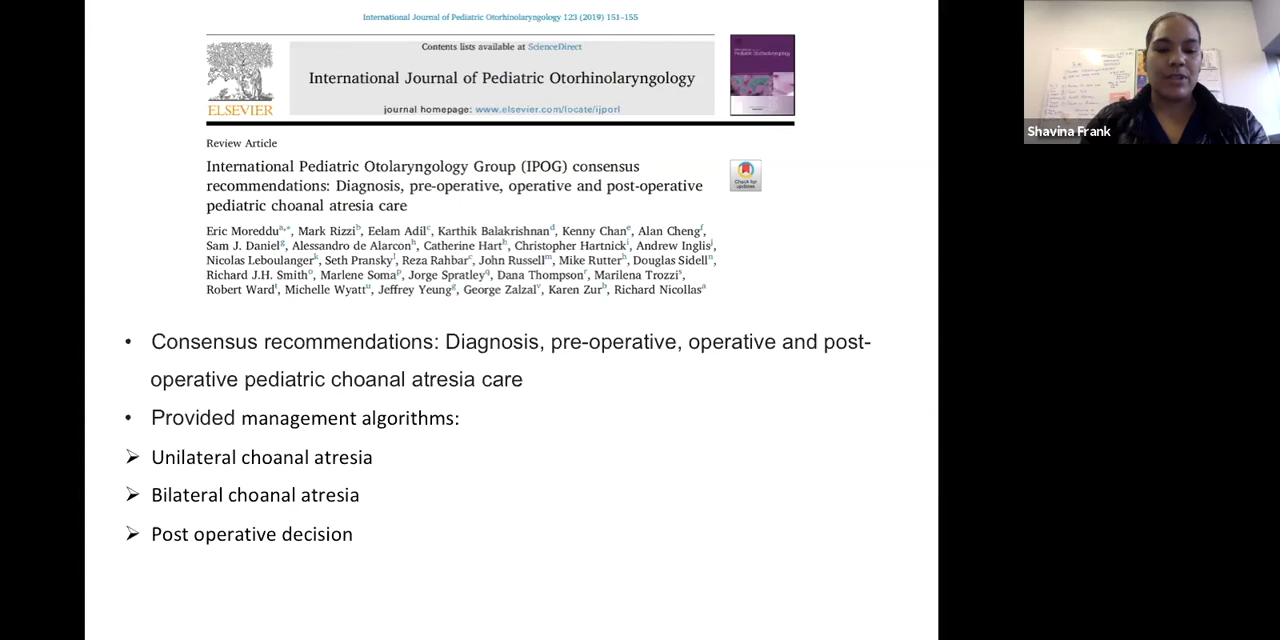 International Journal of Pediatric Otorhinolaryngology 123 (2019) 151–155
Contents lists available at ScienceDirect
International Journal of Pediatric Otorhinolaryngology
journal homepage: www.elsevier.com/locate/ijporl
ELSEVIER
Review Article
International Pediatric Otolaryngology Group (IPOG) consensus
recommendations: Diagnosis, pre-operative, operative and post-operative
pediatric choanal atresia care
Check for
updates
Eric Moreddu^a,*, Mark Rizzi^b, Eelam Adil^c, Karthik Balakrishnan^d, Kenny Chan^e, Alan Cheng^f,
Sam J. Daniel^g, Alessandro de Alarcon^h, Catherine Hart^h, Christopher Hartnick^i, Andrew Inglis^j,
Nicolas Leboulanger^k, Seth Pransky^l, Reza Rahbar^c, John Russell^m, Mike Rutter^h, Douglas Sidell^n,
Richard J.H. Smith^o, Marlene Soma^p, Jorge Spratley^q, Dana Thompson^r, Marilena Trozzi^s,
Robert Ward^t, Michelle Wyatt^u, Jeffrey Yeung^g, George Zalzal^v, Karen Zur^b, Richard Nicollas^a
• Consensus recommendations: Diagnosis, pre-operative, operative and post-
operative pediatric choanal atresia care
• Provided management algorithms:
➢ Unilateral choanal atresia
➢ Bilateral choanal atresia
➢ Post operative decision
Shavina Frank